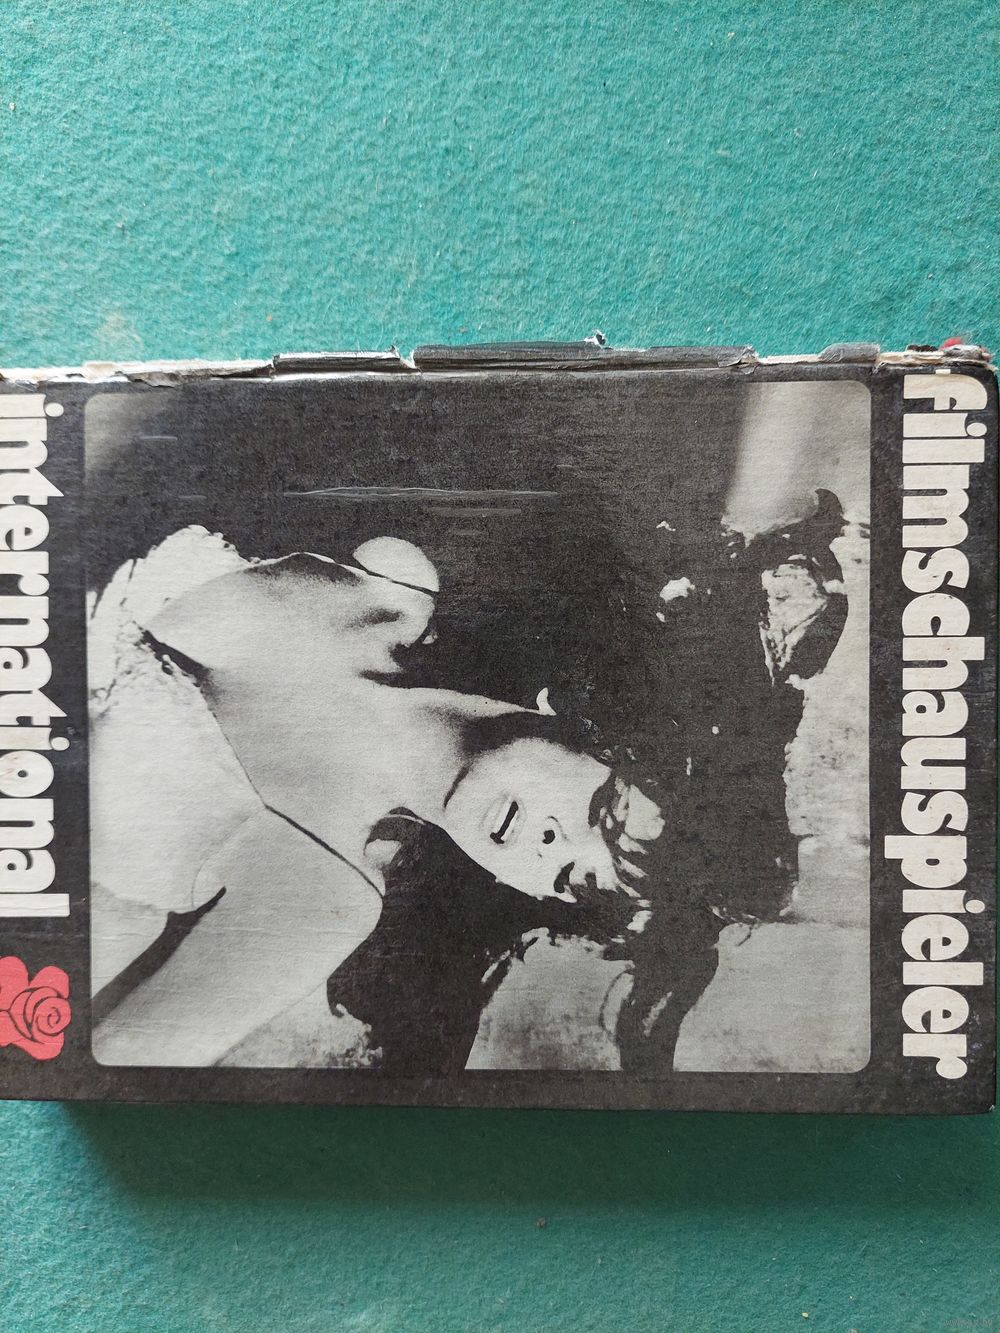 filmschauspieler
international